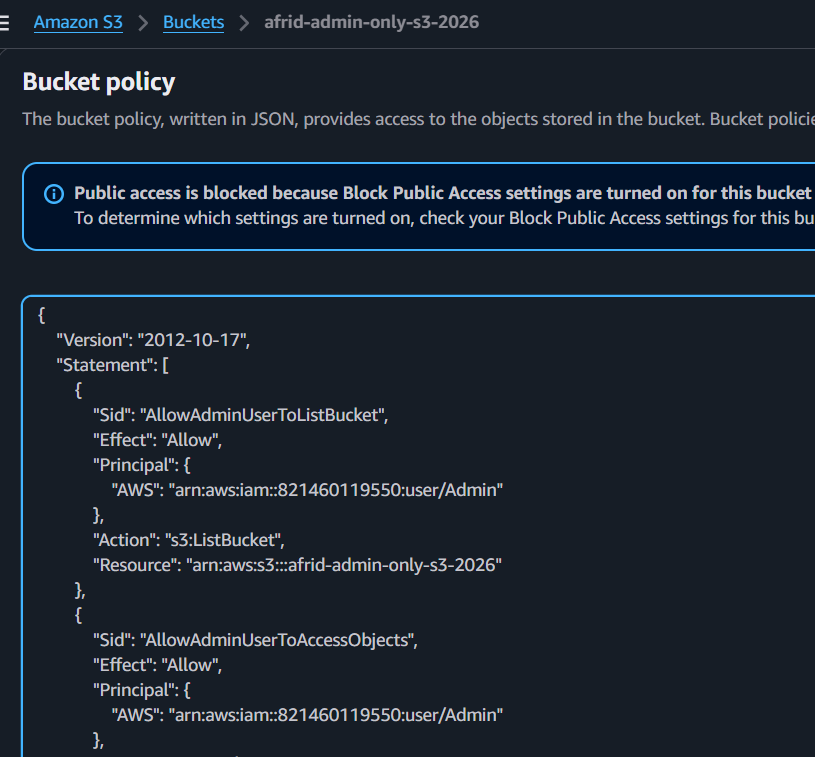 Amazon S3 > Buckets > afrid-admin-only-s3-2026
Bucket policy
The bucket policy, written in JSON, provides access to the objects stored in the bucket. Bucket policie
Public access is blocked because Block Public Access settings are turned on for this bucket
To determine which settings are turned on, check your Block Public Access settings for this bu
{
"Version": "2012-10-17",
"Statement": [
{
"Sid": "AllowAdminUserToListBucket",
"Effect": "Allow",
"Principal": {
"AWS": "arn:aws:iam::821460119550:user/Admin"
},
"Action": "s3:ListBucket",
"Resource": "arn:aws:s3:::afrid-admin-only-s3-2026"
},
{
"Sid": "AllowAdminUserToAccessObjects",
"Effect": "Allow",
"Principal": {
"AWS": "arn:aws:iam::821460119550:user/Admin"
},